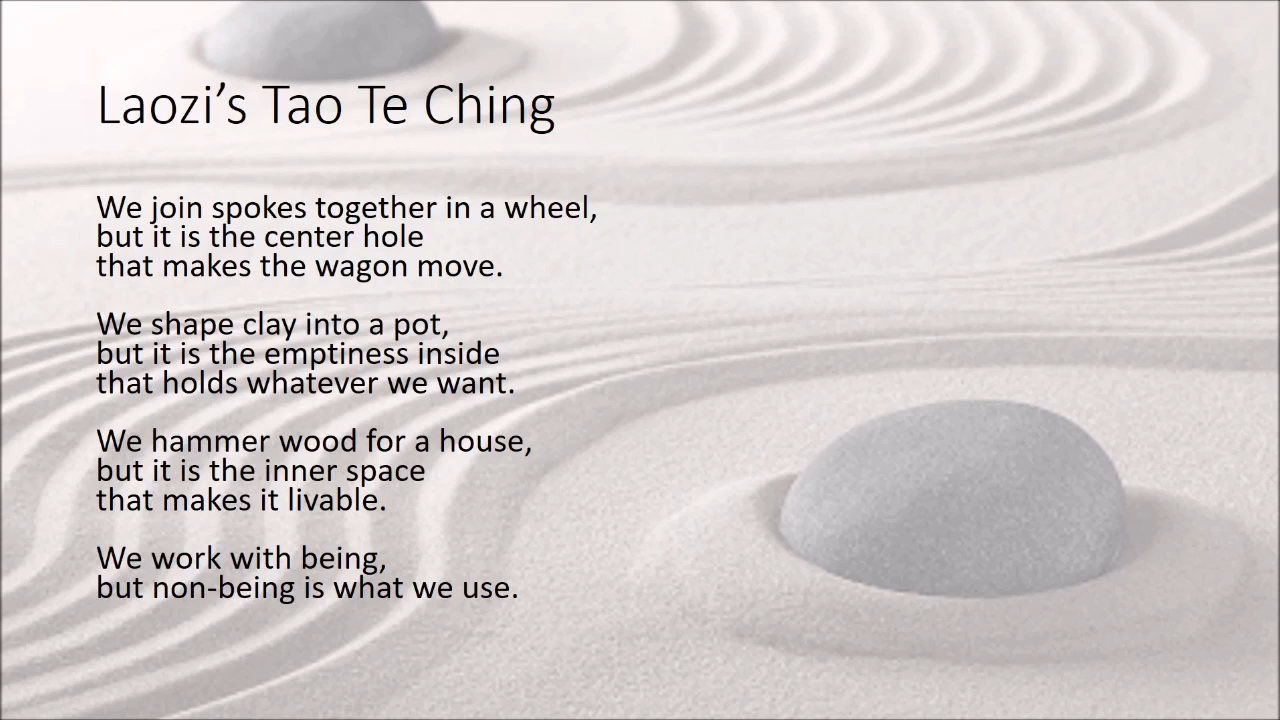 Laozi’s Tao Te Ching
We join spokes together in a wheel,
but it is the center hole
that makes the wagon move.
We shape clay into a pot,
but it is the emptiness inside
that holds whatever we want.
We hammer wood for a house,
but it is the inner space
that makes it livable.
We work with being,
but non-being is what we use.